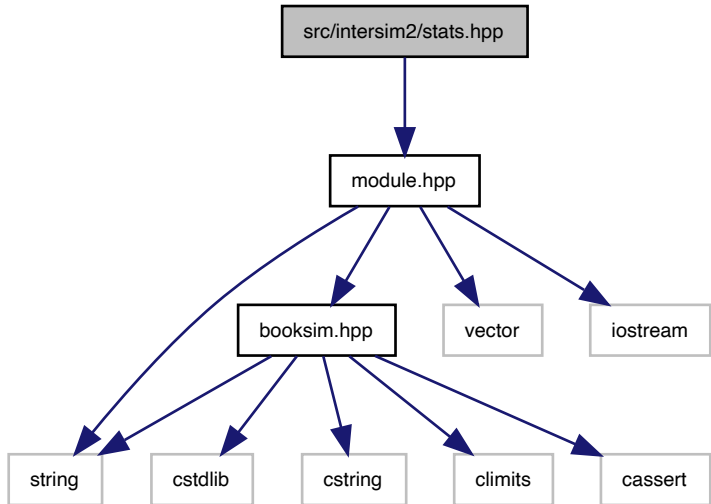 src/intersim2/stats.hpp
module.hpp
booksim.hpp
vector
iostream
string
cstdlib
cstring
climits
cassert